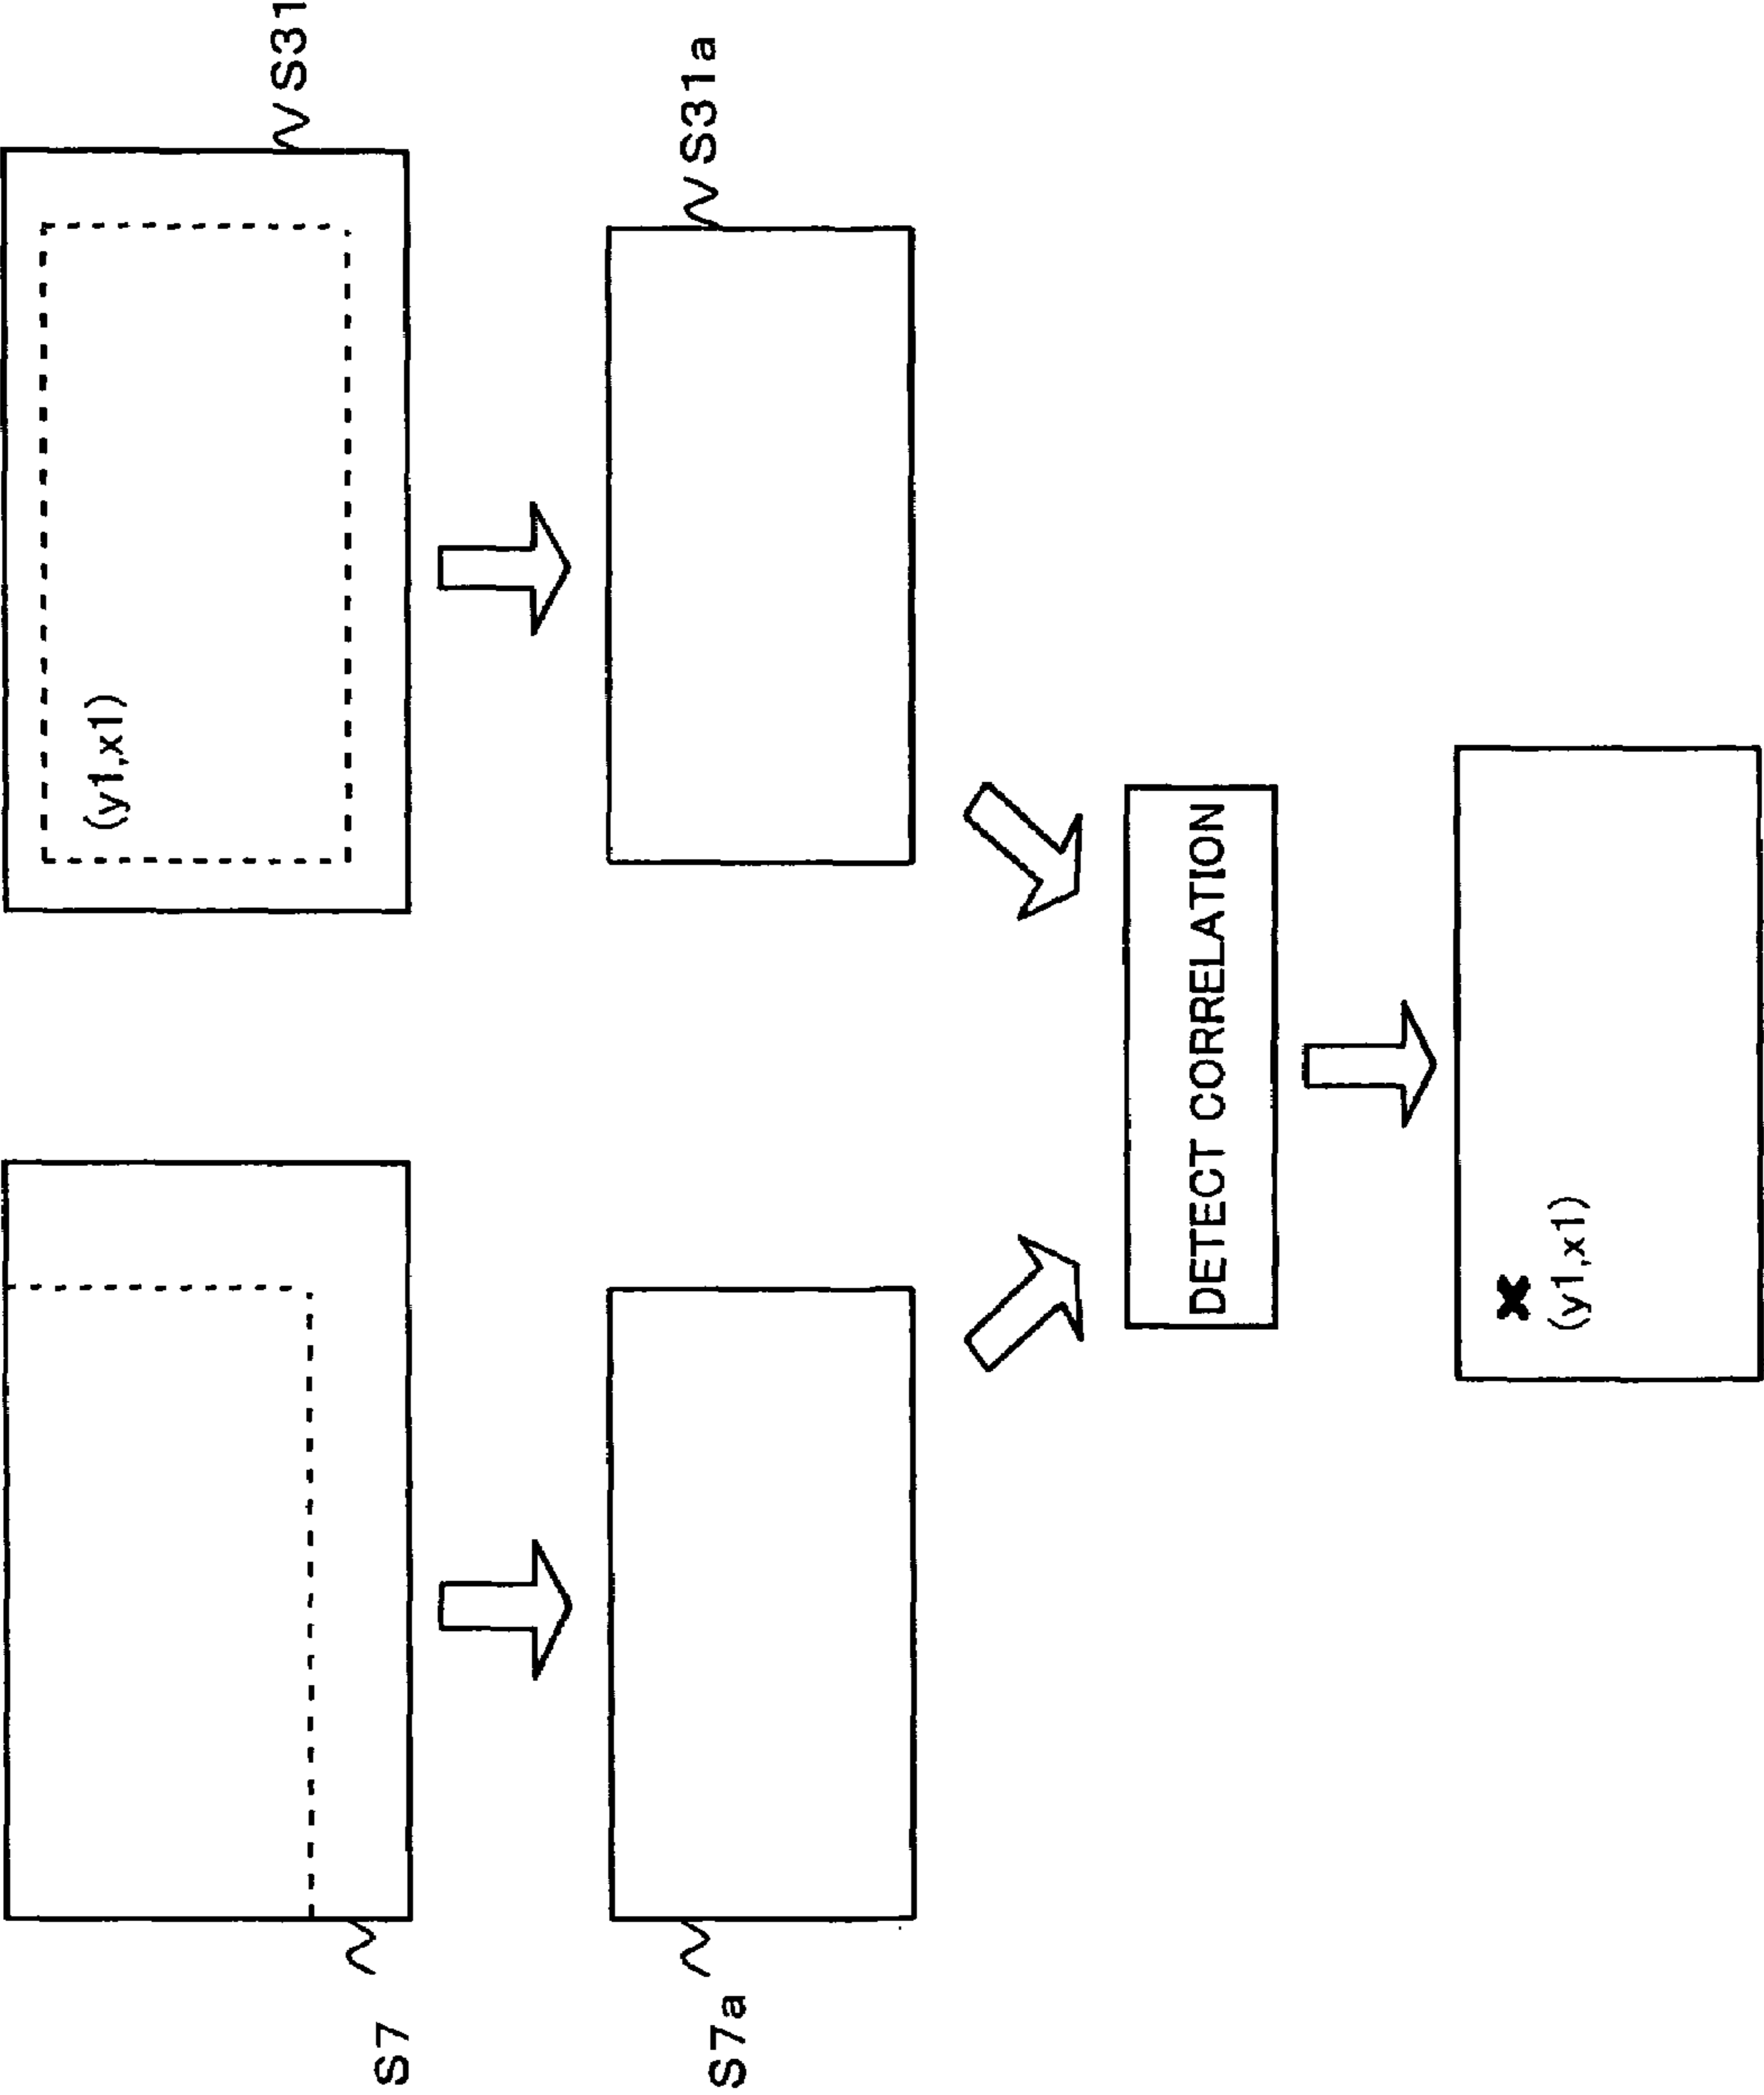 S7
S31
(y1,x1)
S7a
S31a
DETECT CORRELATION
(y1,x1)